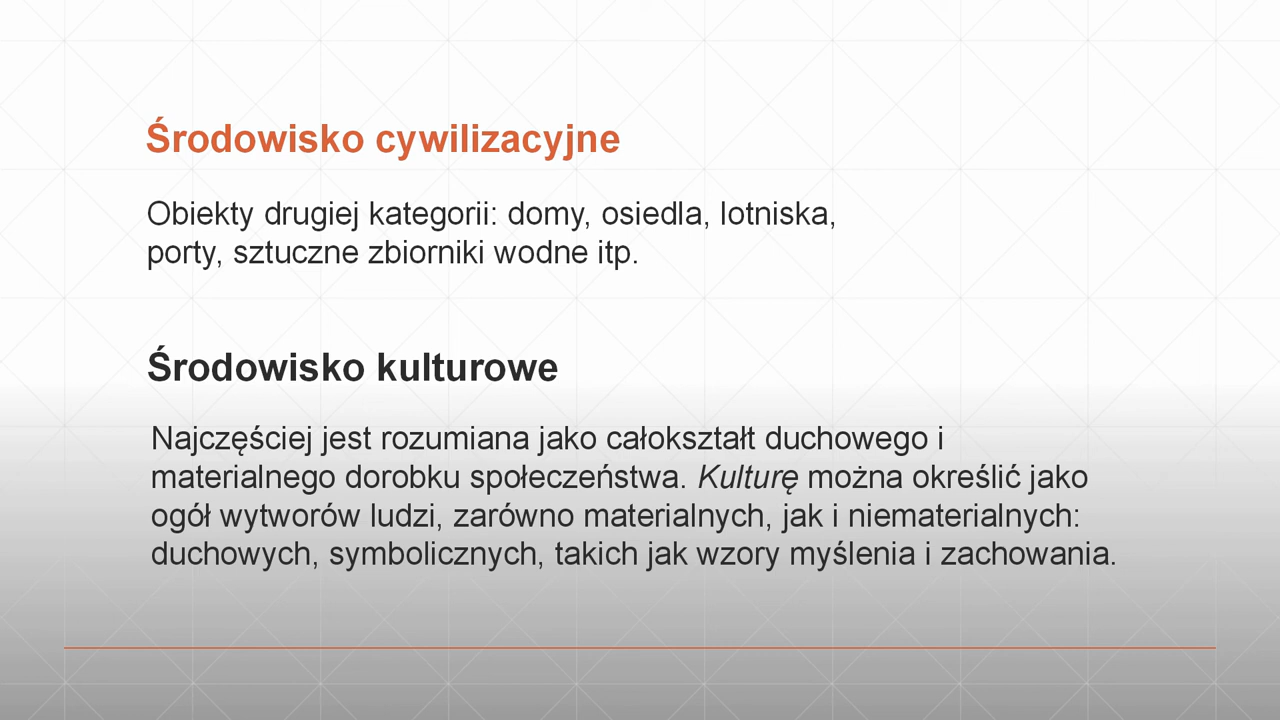 Środowisko cywilizacyjne
Obiekty drugiej kategorii: domy, osiedla, lotniska,
porty, sztuczne zbiorniki wodne itp.
Środowisko kulturowe
Najczęściej jest rozumiana jako całokształt duchowego i
materialnego dorobku społeczeństwa. Kulturę można określić jako
ogół wytworów ludzi, zarówno materialnych, jak i niematerialnych:
duchowych, symbolicznych, takich jak wzory myślenia i zachowania.